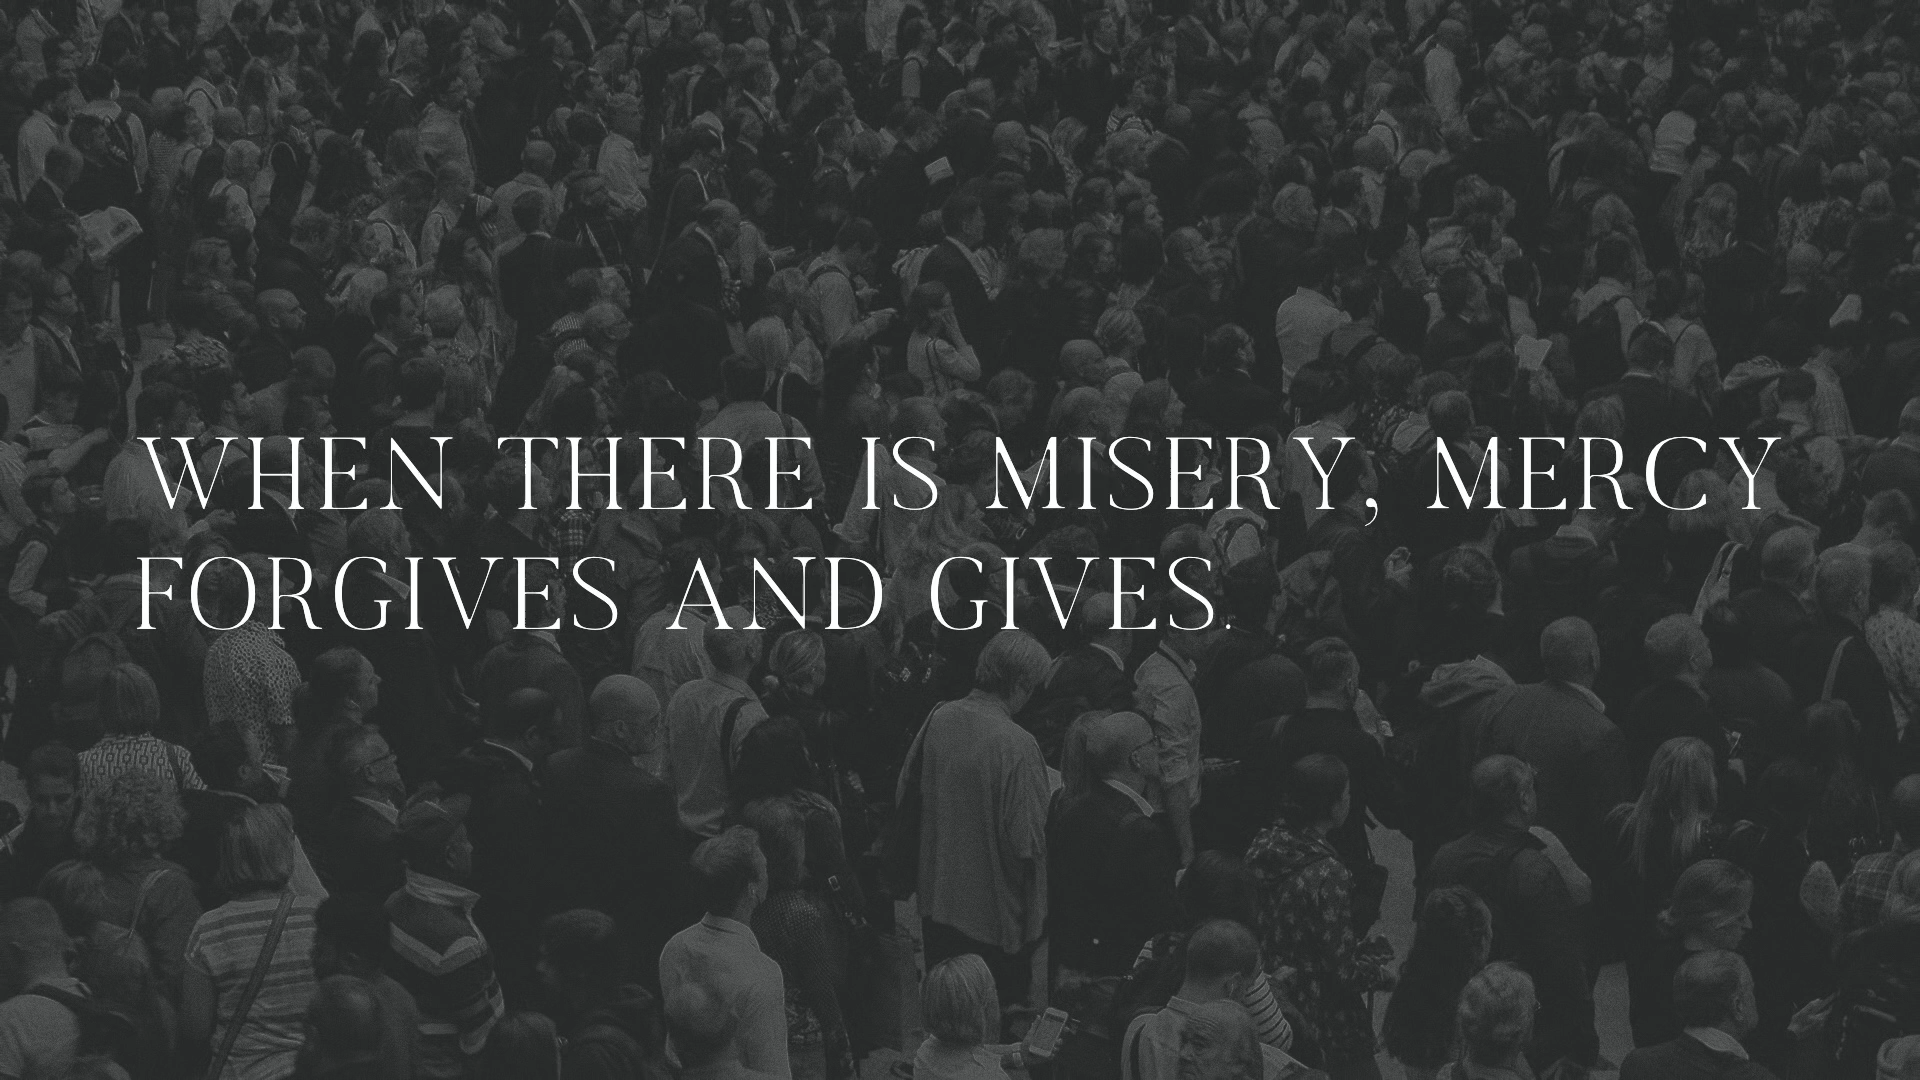 WHEN THERE IS MISERY, MERCY
FORGIVES AND GIVES.